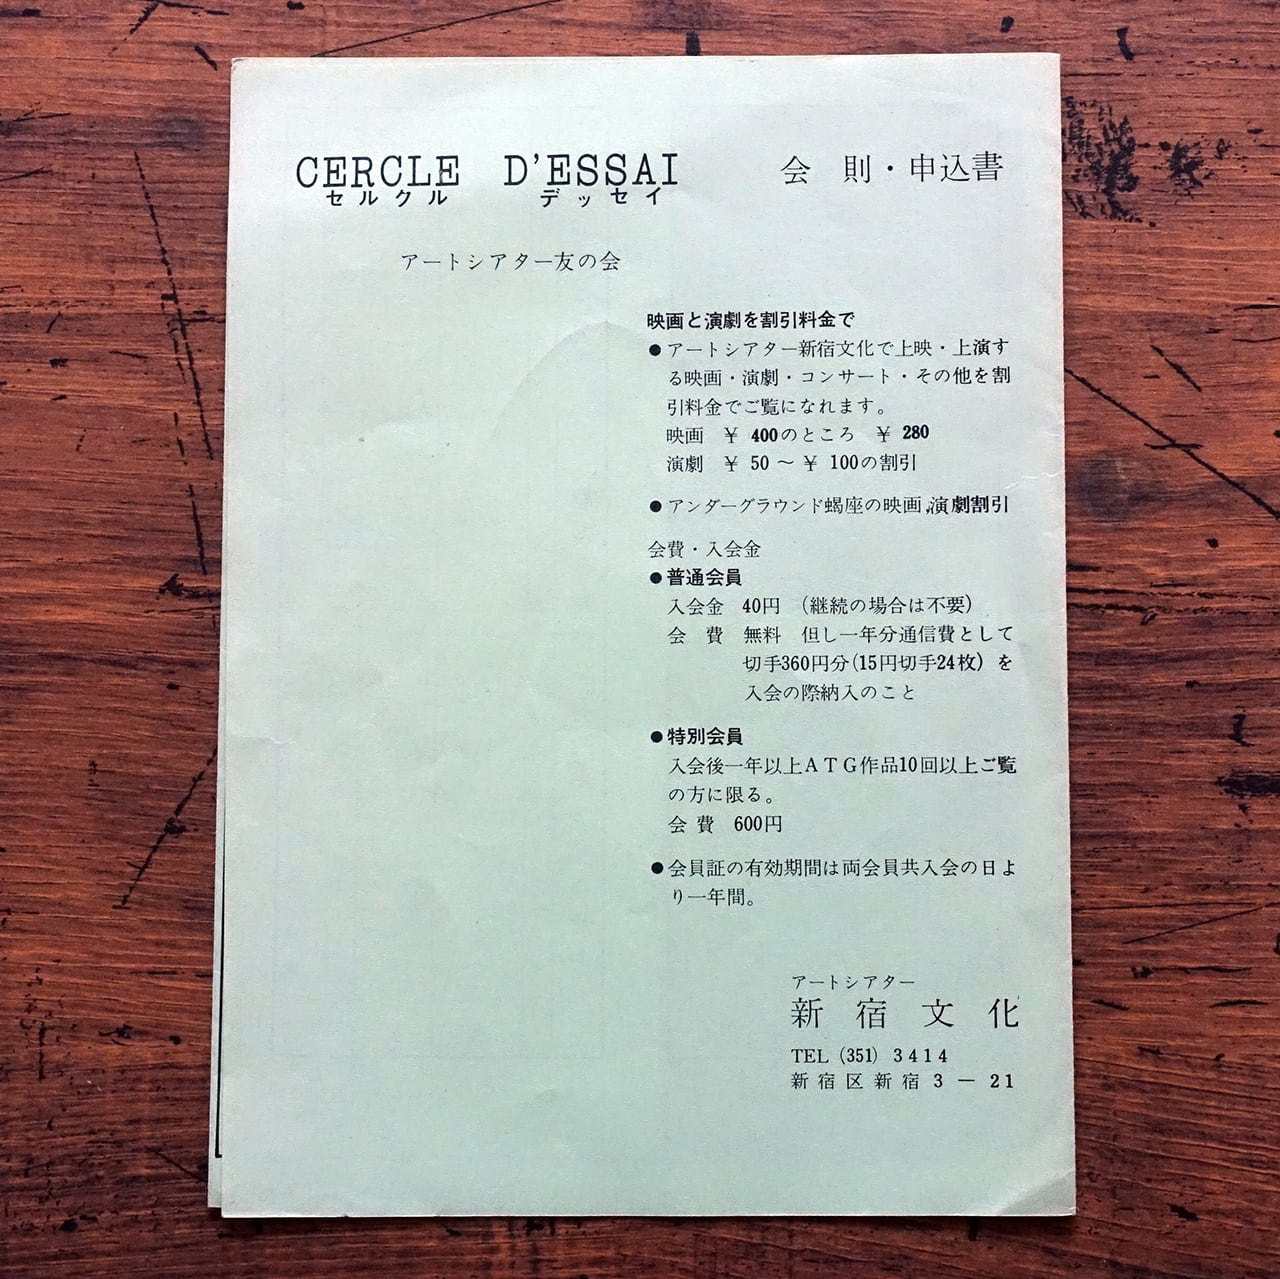 CERCLE D'ESSAI 会 則・申込書
セルクル デッセイ
アートシアター友の会
映画と演劇を割引料金で
●アートシアター新宿文化で上映・上演す
る映画・演劇・コンサート・その他を割
引料金でご覧になれます。
映画 ¥ 400のところ ¥ 280
演劇 ¥ 50～¥ 100の割引
●アンダーグラウンド蝎座の映画,演劇割引
会費・入会金
●普通会員
入会金 40円 (継続の場合は不要)
会 費 無料 但し一年分通信費として
切手360円分(15円切手24枚) を
入会の際納入のこと
●特別会員
入会後一年以上ATG作品10回以上ご覧
の方に限る。
会 費 600円
●会員証の有効期間は両会員共入会の日よ
り一年間。
アートシアター
新 宿 文 化
TEL (351) 3414
新宿区新宿3－21